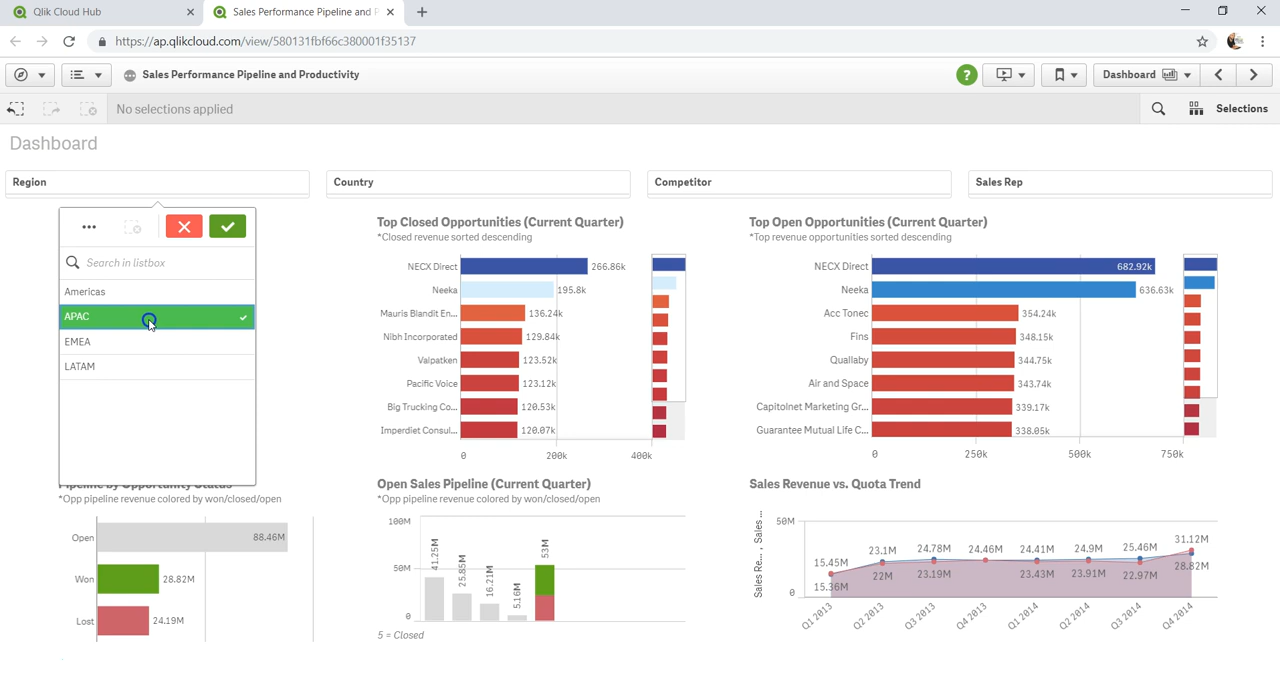 Qlik Cloud Hub
Sales Performance Pipeline and P
https://ap.qlikcloud.com/view/580131fbf66c380001f35137
Sales Performance Pipeline and Productivity
?
Dashboard
No selections applied
Selections
Dashboard
Region
Country
Competitor
Sales Rep
Search in listbox
Americas
APAC
EMEA
LATAM
Top Closed Opportunities (Current Quarter)
*Closed revenue sorted descending
NECX Direct 266.86k
Neeka 195.8k
Mauris Blandit En... 136.24k
Nibh Incorporated 129.84k
Valpatken 123.52k
Pacific Voice 123.12k
Big Trucking Co... 120.53k
Imperdiet Consul... 120.07k
0 200k 400k
Top Open Opportunities (Current Quarter)
*Top revenue opportunities sorted descending
NECX Direct 682.92k
Neeka 636.63k
Acc Tonec 354.24k
Fins 348.15k
Quallaby 344.75k
Air and Space 343.74k
Capitolnet Marketing Gr... 339.17k
Guarantee Mutual Life C... 338.05k
0 250k 500k 750k
Pipeline by Opportunity Status
*Opp pipeline revenue colored by won/closed/open
Open 88.46M
Won 28.82M
Lost 24.19M
Open Sales Pipeline (Current Quarter)
*Opp pipeline revenue colored by won/closed/open
100M
50M
0
41.25M 25.85M 16.21M 5.16M 53M
5 = Closed
Sales Revenue vs. Quota Trend
Sales Re..., Sales ...
50M
0
15.45M 23.1M 24.78M 24.46M 24.41M 24.9M 25.46M 31.12M
15.36M 22M 23.19M 23.43M 23.91M 22.97M 28.82M
Q1 2013 Q2 2013 Q3 2013 Q4 2013 Q1 2014 Q2 2014 Q3 2014 Q4 2014